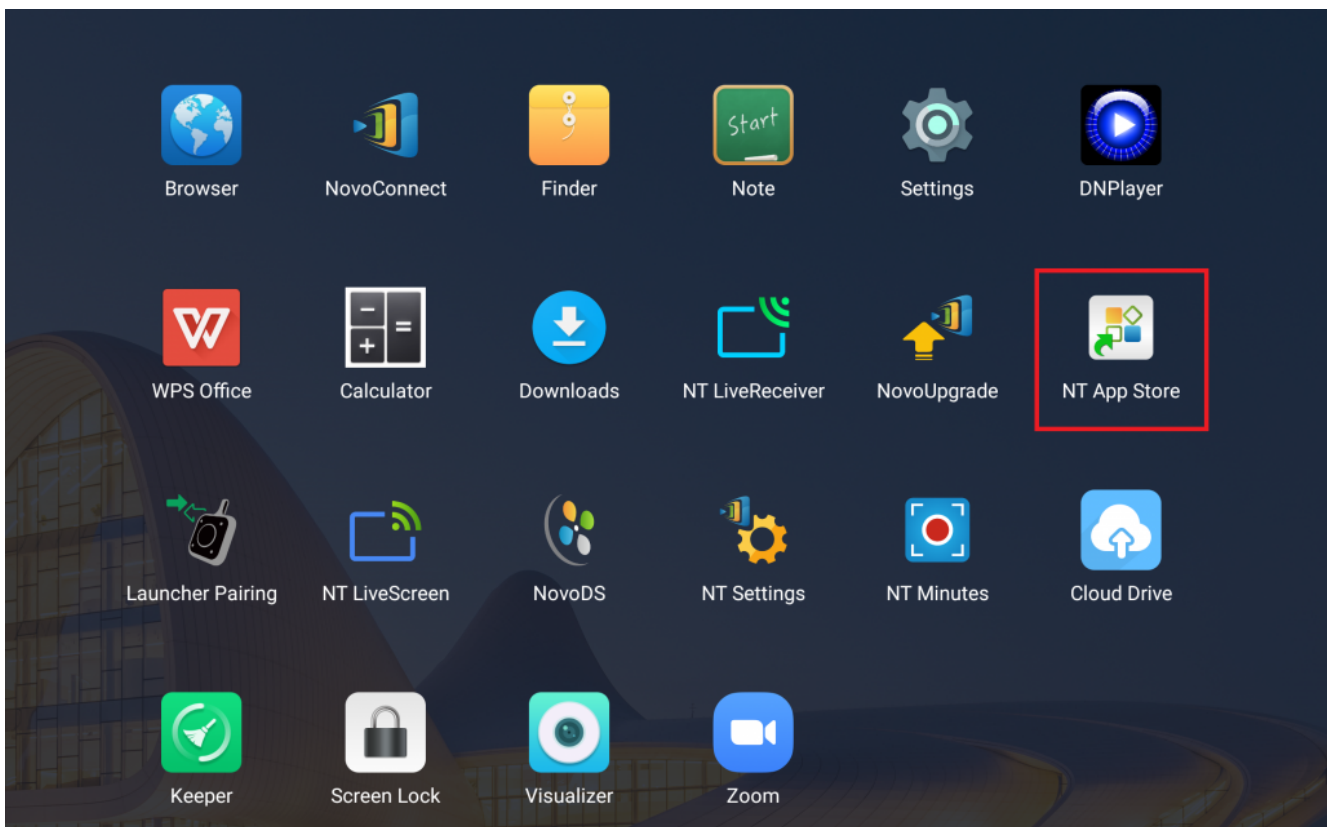 Start
Browser
NovoConnect
Finder
Note
Settings
DNPlayer
WPS Office
Calculator
Downloads
NT LiveReceiver
NovoUpgrade
NT App Store
Launcher Pairing
NT LiveScreen
NovoDS
NT Settings
NT Minutes
Cloud Drive
Keeper
Screen Lock
Visualizer
Zoom